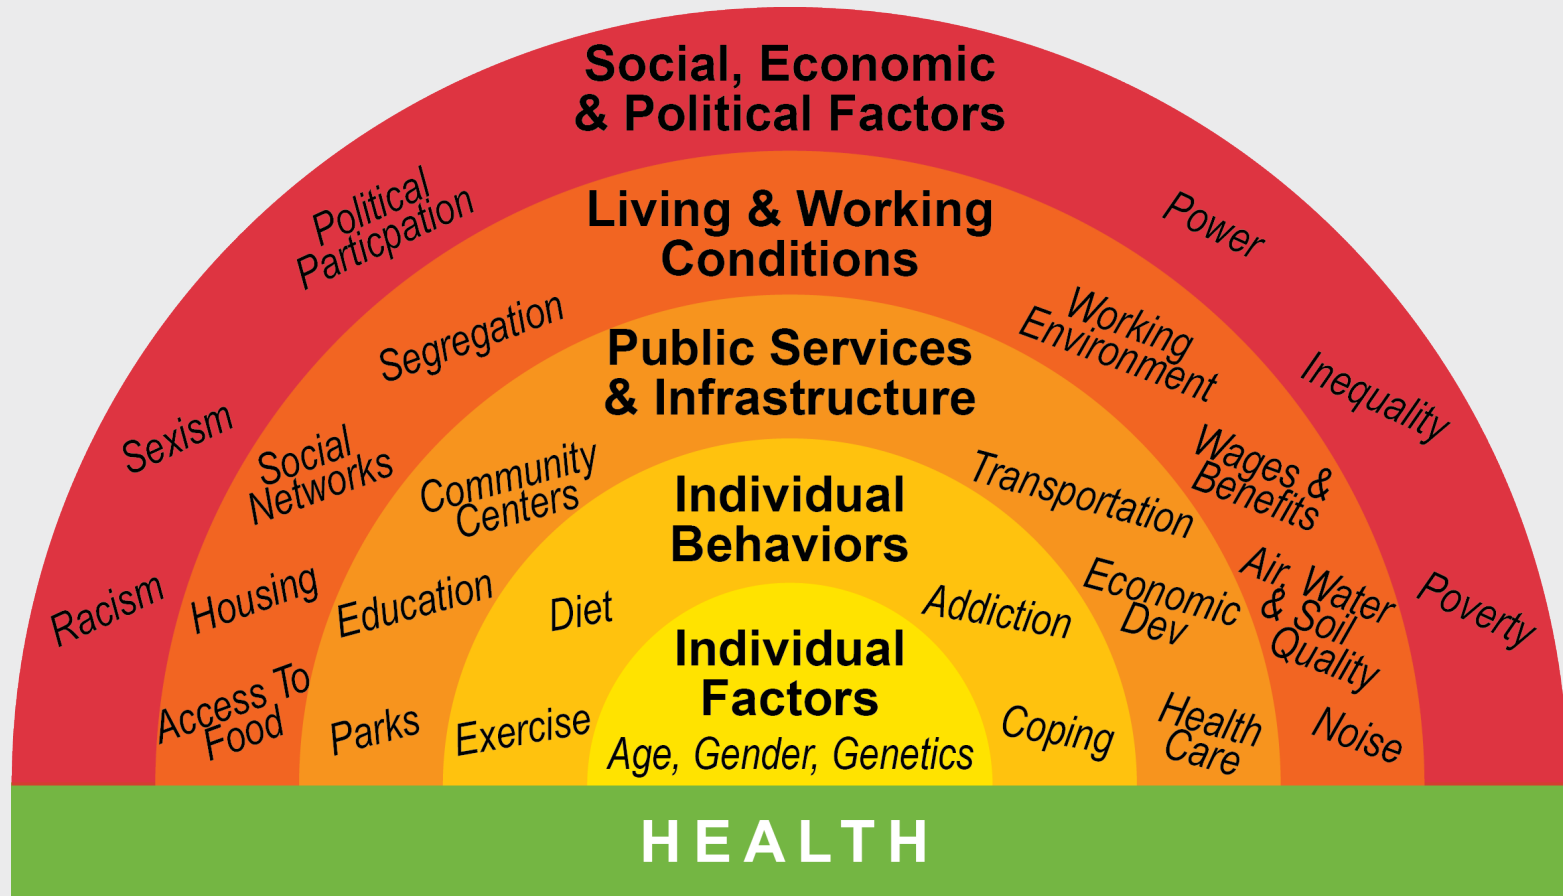 Social, Economic
& Political Factors
Political
Particpation
Power
Sexism
Inequality
Racism
Poverty
Living & Working
Conditions
Segregation
Working
Environment
Social
Networks
Wages &
Benefits
Housing
Air, Water
& Soil
Quality
Access To
Food
Noise
Public Services
& Infrastructure
Community
Centers
Transportation
Education
Economic
Dev
Parks
Health
Care
Individual
Behaviors
Diet
Addiction
Exercise
Coping
Individual
Factors
Age, Gender, Genetics
HEALTH